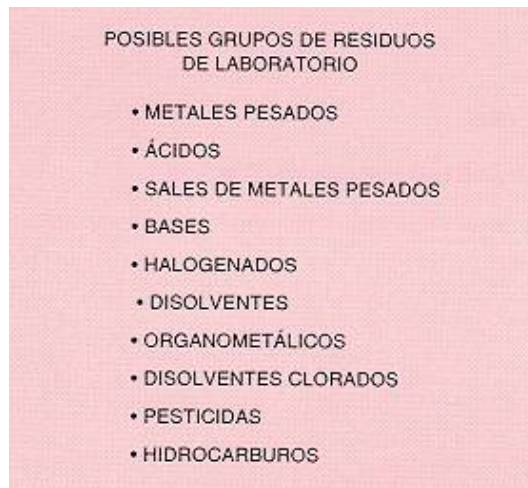 POSIBLES GRUPOS DE RESIDUOS
DE LABORATORIO
• METALES PESADOS
• ÁCIDOS
• SALES DE METALES PESADOS
• BASES
• HALOGENADOS
• DISOLVENTES
• ORGANOMETÁLICOS
• DISOLVENTES CLORADOS
• PESTICIDAS
• HIDROCARBUROS